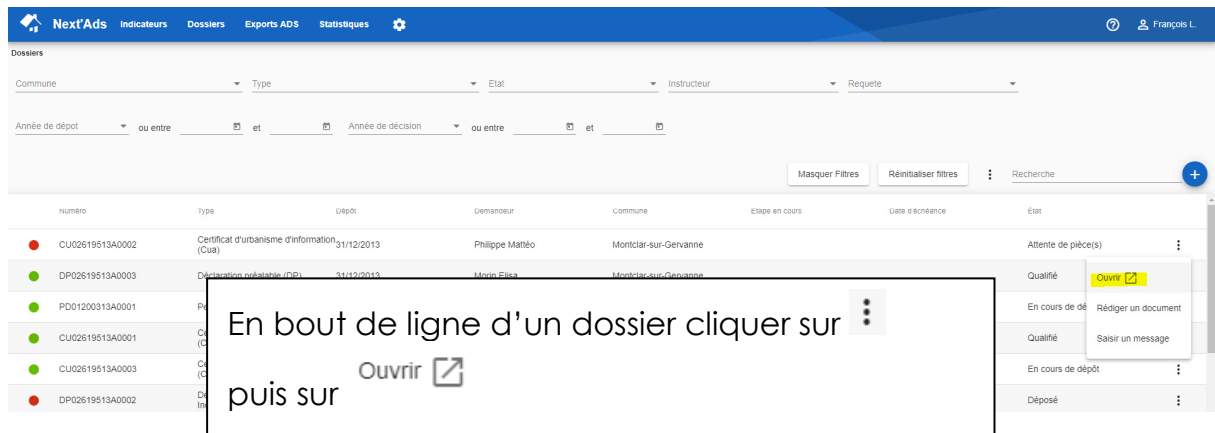 Next'Ads Indicateurs Dossiers Exports ADS Statistiques François L.
Dossiers
Commune Type Etat Instructeur Requete
Année de dépot ou entre et Année de décision ou entre et
Masquer Filtres Réinitialiser filtres Recherche
Numéro Type Dépôt Demandeur Commune Etape en cours Date d'échéance État
CU02619513A0002 Certificat d'urbanisme d'information (Cua) 31/12/2013 Philippe Mattéo Montclar-sur-Gervanne Attente de pièce(s)
DP02619513A0003 Déclaration préalable (DP) 31/12/2013 Morin Elisa Montclar-sur-Gervanne Qualifié
Ouvrir
PD01200313A0001 Pe En cours de dé
Rédiger un document
CU02619513A0001 Qualifié
Saisir un message
CU02619513A0003 En cours de dépôt
DP02619513A0002 Déposé
En bout de ligne d'un dossier cliquer sur
puis sur Ouvrir